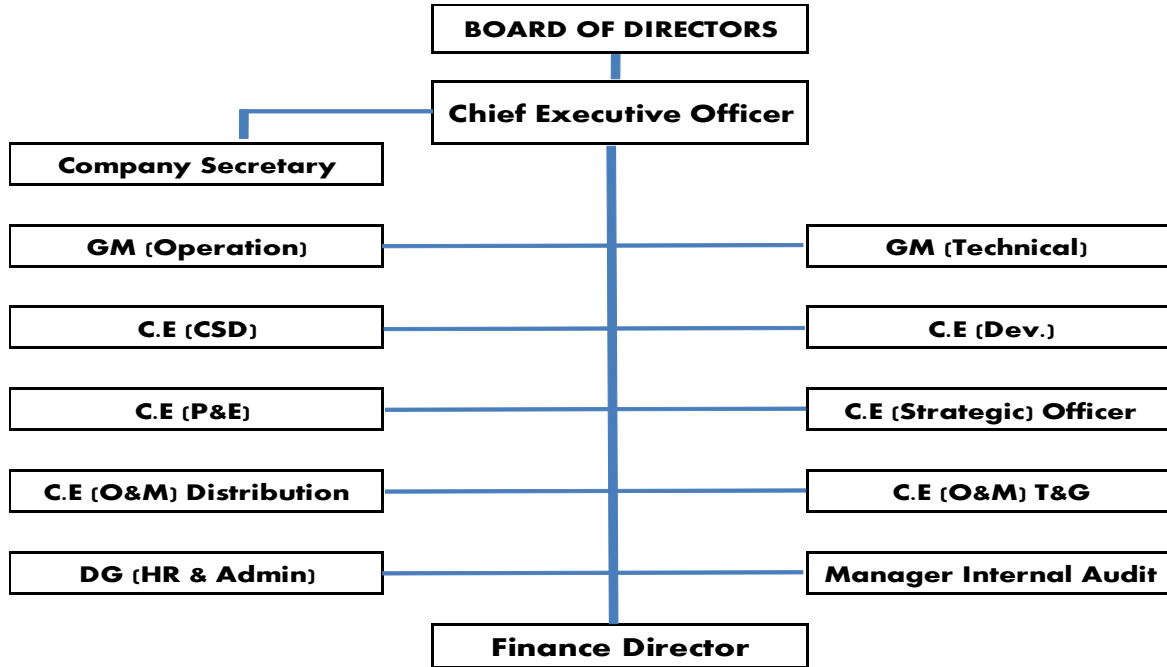 BOARD OF DIRECTORS
Chief Executive Officer
Company Secretary
GM (Operation)
GM (Technical)
C.E (CSD)
C.E (Dev.)
C.E (P&E)
C.E (Strategic) Officer
C.E (O&M) Distribution
C.E (O&M) T&G
DG (HR & Admin)
Manager Internal Audit
Finance Director